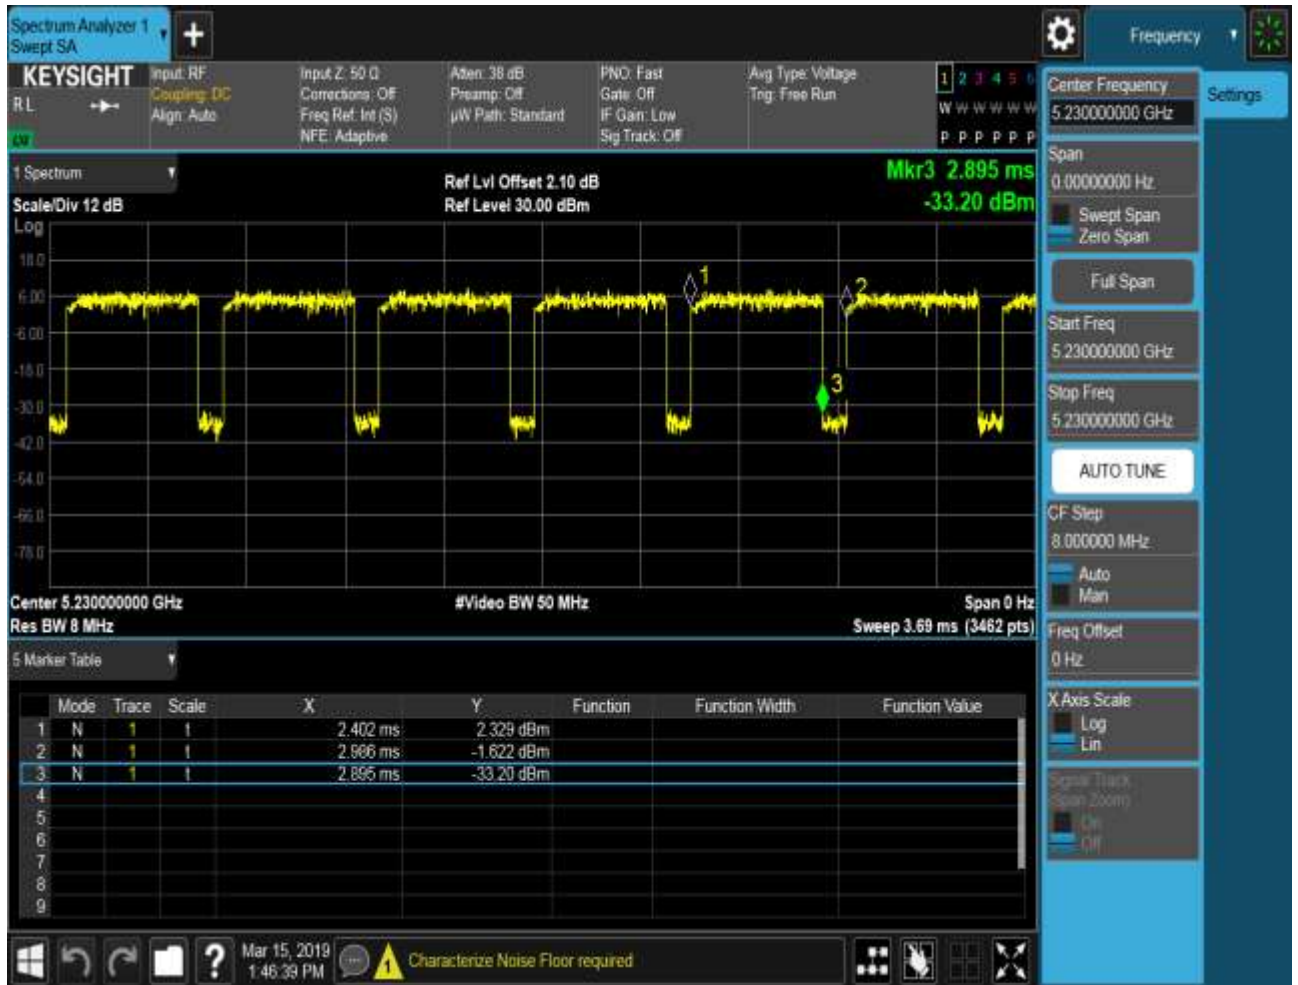 Spectrum Analyzer 1
Swept SA
+
Frequency
KEYSIGHT
RL
Input: RF
Coupling: DC
Align: Auto
Input Z: 50 Ω
Corrections: Off
Freq Ref: Int (S)
NFE: Adaptive
Atten: 38 dB
Preamp: Off
µW Path: Standard
PNO: Fast
Gate: Off
IF Gain: Low
Sig Track: Off
Avg Type: Voltage
Trig: Free Run
1 2 3 4 5 6
W W W W W W
P P P P P P
1 Spectrum
Scale/Div 12 dB
Log
Ref Lvl Offset 2.10 dB
Ref Level 30.00 dBm
Mkr3 2.895 ms
-33.20 dBm
18.0
6.00
-6.00
-18.0
-30.0
-42.0
-54.0
-66.0
-78.0
1
2
3
Center 5.230000000 GHz
Res BW 8 MHz
#Video BW 50 MHz
Span 0 Hz
Sweep 3.69 ms (3462 pts)
5 Marker Table
Mode Trace Scale X Y Function Function Width Function Value
1 N 1 t 2.402 ms 2.329 dBm
2 N 1 t 2.986 ms -1.622 dBm
3 N 1 t 2.895 ms -33.20 dBm
4
5
6
7
8
9
Mar 15, 2019
1:46:39 PM
?
1
Characterize Noise Floor required
Center Frequency
5.230000000 GHz
Settings
Span
0.00000000 Hz
Swept Span
Zero Span
Full Span
Start Freq
5.230000000 GHz
Stop Freq
5.230000000 GHz
AUTO TUNE
CF Step
8.000000 MHz
Auto
Man
Freq Offset
0 Hz
X Axis Scale
Log
Lin
Signal Track
(Span Zoom)
On
Off